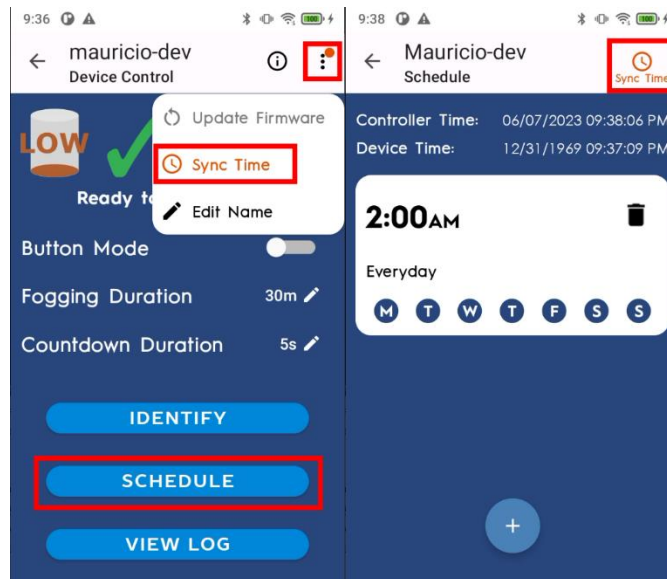 9:36
100
mauricio-dev
Device Control
LOW
Update Firmware
Sync Time
Edit Name
Ready
Button Mode
Fogging Duration 30m
Countdown Duration 5s
IDENTIFY
SCHEDULE
VIEW LOG
9:38
100
Mauricio-dev
Schedule
Sync Time
Controller Time: 06/07/2023 09:38:06 PM
Device Time: 12/31/1969 09:37:09 PM
2:00AM
Everyday
M T W T F S S
+